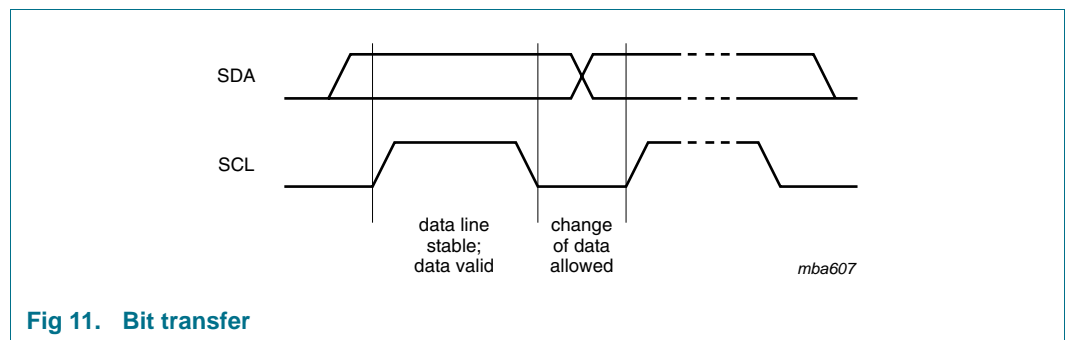 SDA
SCL
data line
stable;
data valid
change
of data
allowed
mba607
Fig 11. Bit transfer